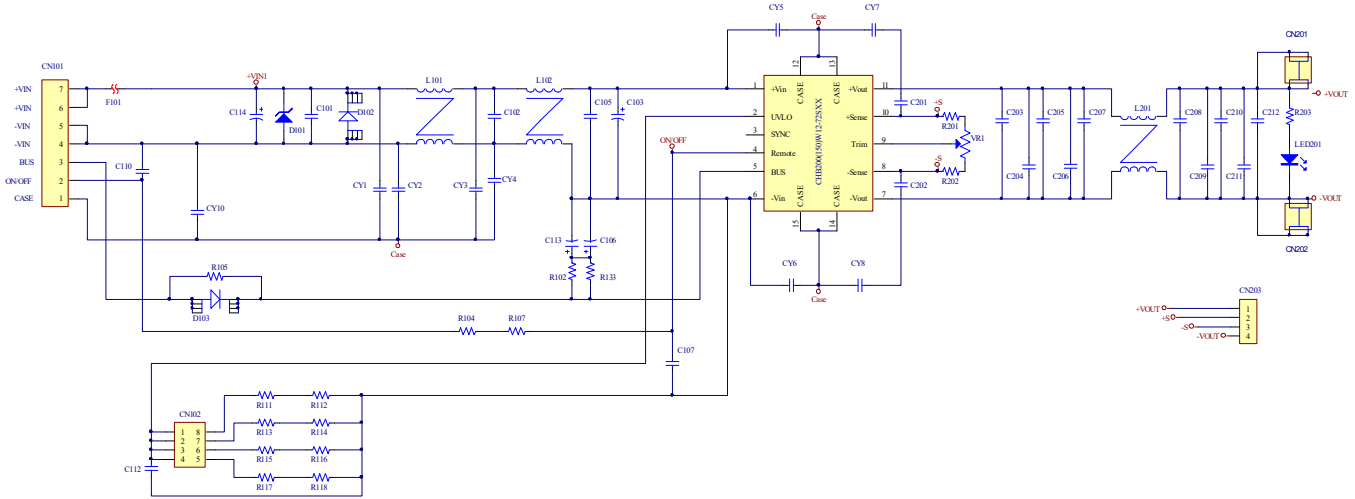 CY5
Case
CY7
CN201
CN101
+VIN
7
F101
+VIN1
L101
L102
12
13
CASE
CASE
1
+Vin
+Vout
11
+VOUT
+VIN
6
C114
+
D101
C101
D102
C102
C105
C103
+
2
UVLO
+Sense
10
C201
+S
R201
C203
C205
C207
L201
C208
C210
C212
R203
-VIN
5
3
SYNC
CHB200(150)W12-72SXX
Trim
9
VR1
-VIN
4
ON/OFF
4
Remote
LED201
BUS
3
C110
5
BUS
-Sense
8
-S
R202
C204
C206
C209
C211
ON/OFF
2
CY1
CY2
CY3
CY4
C202
CASE
1
6
-Vin
CASE
CASE
-Vout
7
-VOUT
CY10
15
14
Case
C113
+
C106
+
CN202
R105
R102
R133
CY6
CY8
Case
D103
CN203
+VOUT
1
+S
2
-S
3
-VOUT
4
R104
R107
C107
R111
R112
CN102
1
8
R113
R114
2
7
3
6
R115
R116
4
5
C112
R117
R118